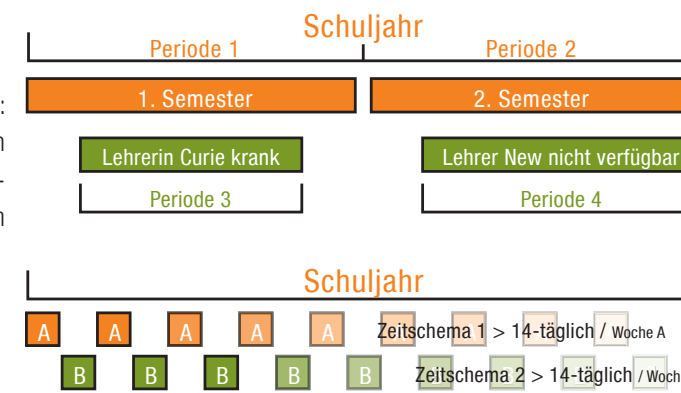 Schuljahr
Periode 1 Periode 2
1. Semester 2. Semester
:
n
Lehrerin Curie krank Lehrer New nicht verfügbar
-
Periode 3 Periode 4
n
Schuljahr
A A A A A A A A Zeitschema 1 > 14-täglich / Woche A
B B B B B B B Zeitschema 2 > 14-täglich / Woch